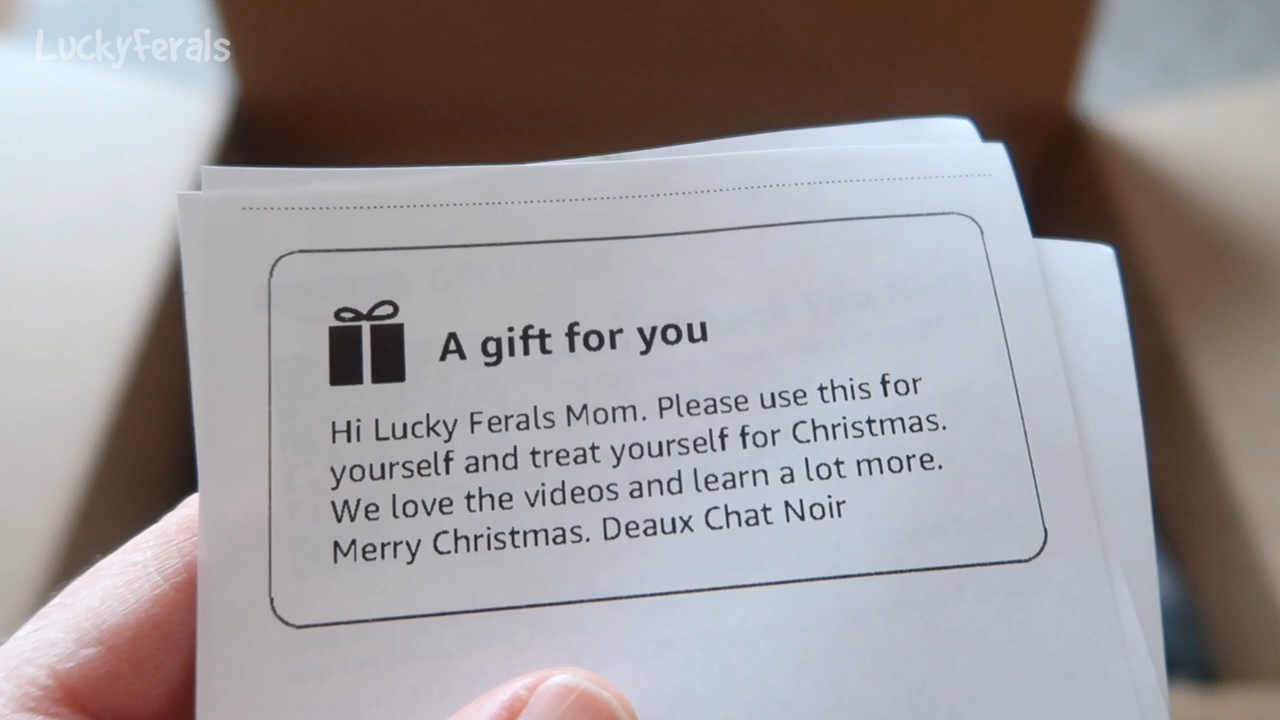 LuckyFerals
A gift for you
Hi Lucky Ferals Mom. Please use this for
yourself and treat yourself for Christmas.
We love the videos and learn a lot more.
Merry Christmas. Deaux Chat Noir